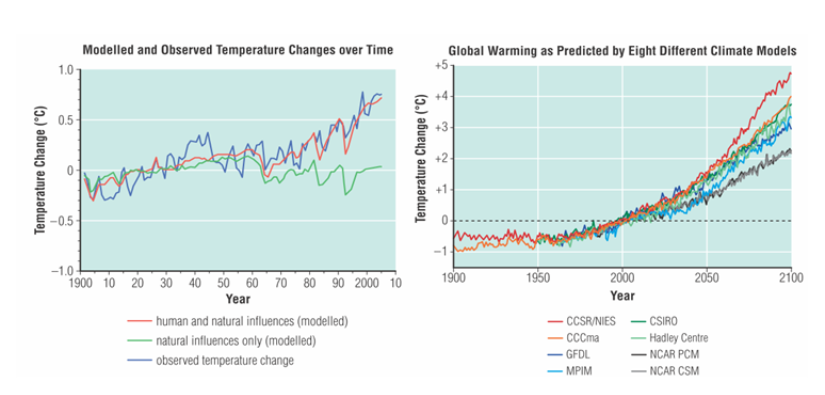 Modelled and Observed Temperature Changes over Time
Temperature Change (°C)
1.0
0.5
0
–0.5
–1.0
1900 10 20 30 40 50 60 70 80 90 2000 10
Year
human and natural influences (modelled)
natural influences only (modelled)
observed temperature change
Global Warming as Predicted by Eight Different Climate Models
Temperature Change (°C)
+5
+4
+3
+2
+1
0
–1
1900 1950 2000 2050 2100
Year
CCSR/NIES
CCCma
GFDL
MPIM
CSIRO
Hadley Centre
NCAR PCM
NCAR CSM